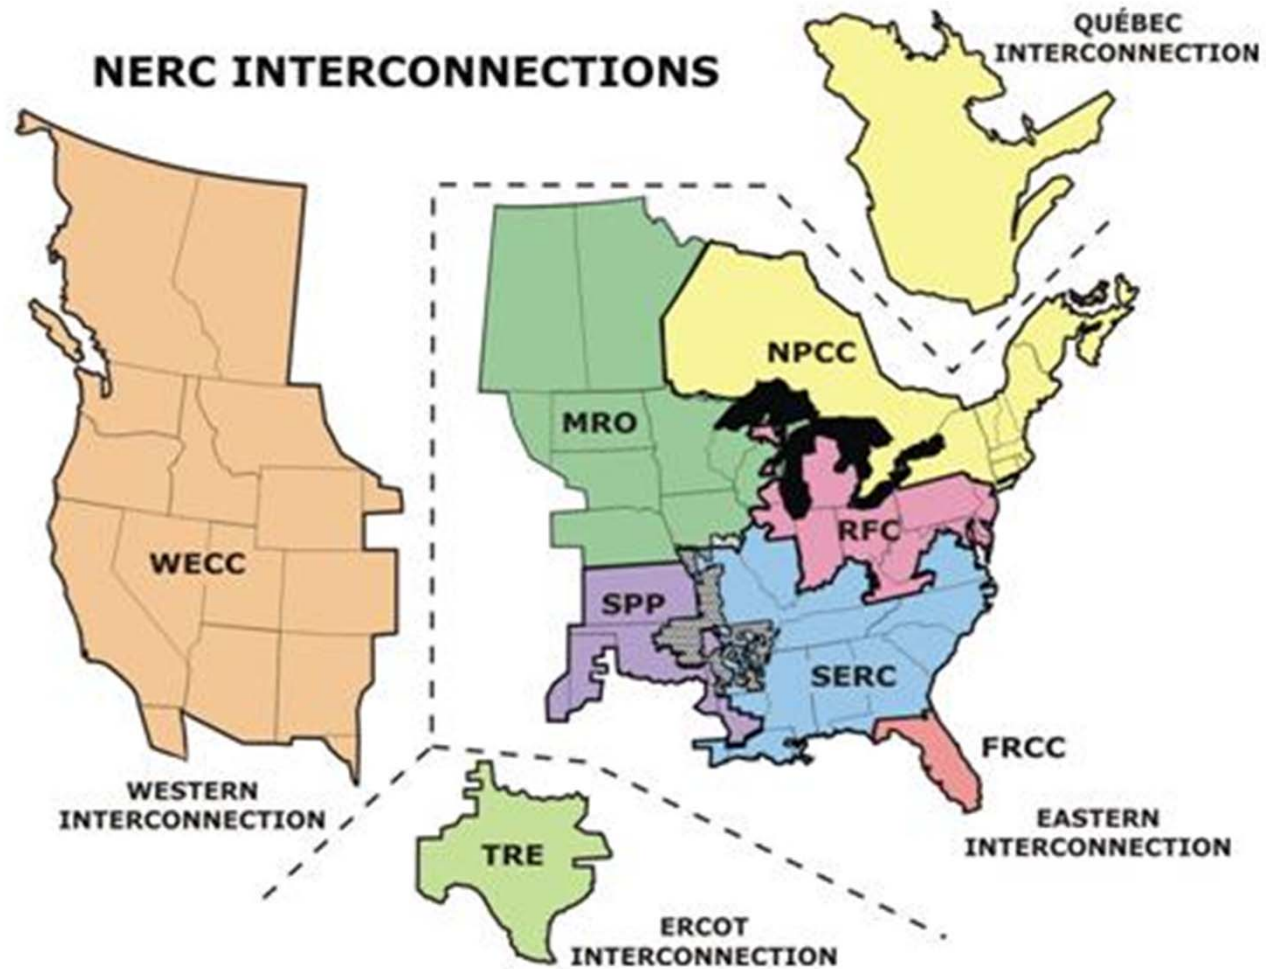 NERC INTERCONNECTIONS
QUÉBEC
INTERCONNECTION
NPCC
MRO
RFC
WECC
SPP
SERC
FRCC
WESTERN
INTERCONNECTION
EASTERN
INTERCONNECTION
TRE
ERCOT
INTERCONNECTION